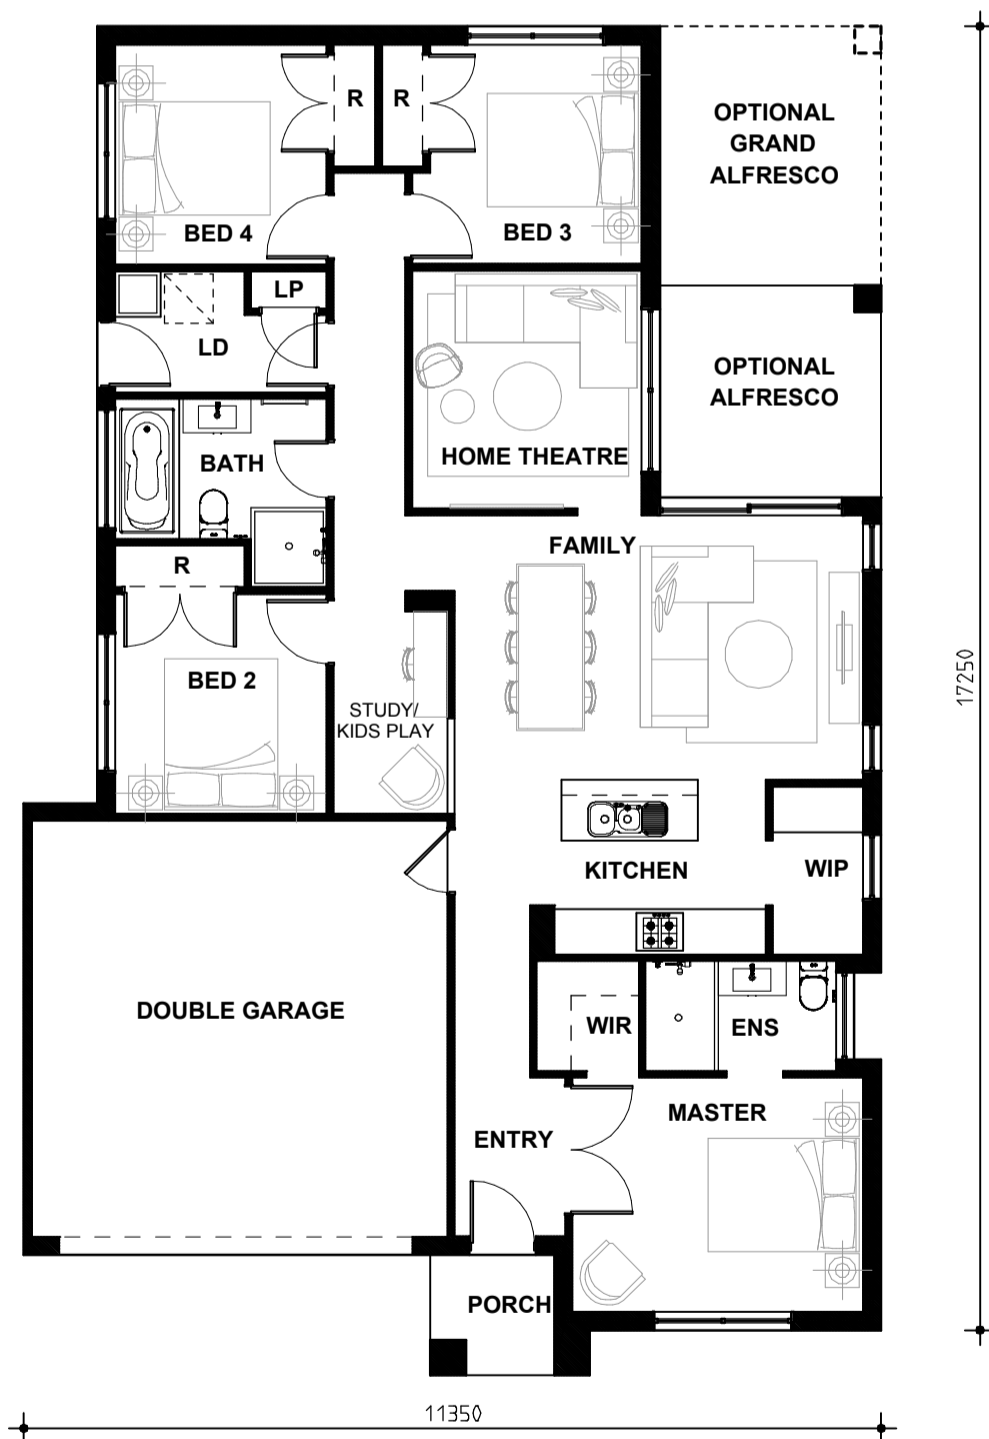 R
R
OPTIONAL
GRAND
ALFRESCO
BED 4
BED 3
LP
LD
OPTIONAL
ALFRESCO
BATH
HOME THEATRE
FAMILY
R
BED 2
STUDY/
KIDS PLAY
17250
KITCHEN
WIP
DOUBLE GARAGE
WIR
ENS
MASTER
ENTRY
PORCH
11350